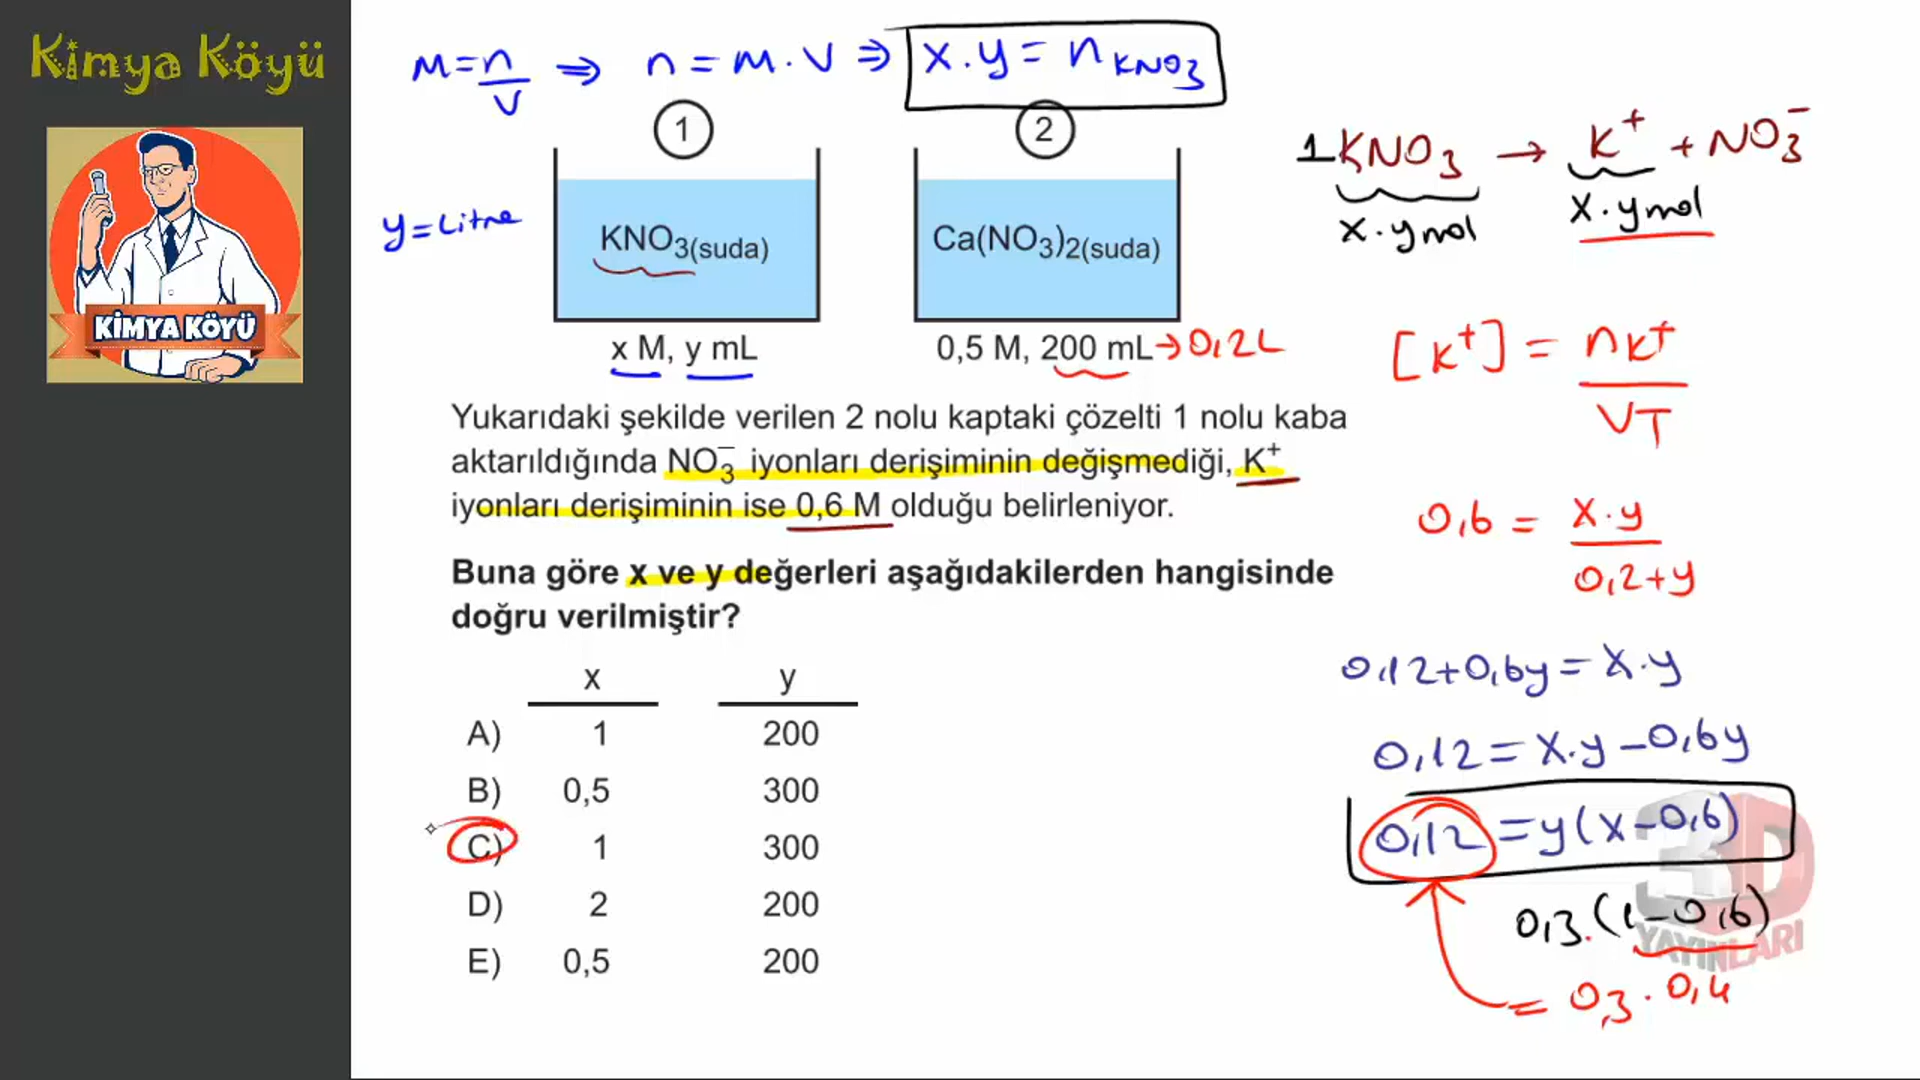 Kimya Köyü
KİMYA KÖYÜ
M = n/V ⇒ n = M . V ⇒ x . y = n KNO3
1
2
y = Litre
KNO3(suda)
Ca(NO3)2(suda)
x M, y mL
0,5 M, 200 mL → 0,2L
1KNO3 → K+ + NO3-
x . y mol
x . y mol
[K+] = nK+/VT
0,6 = x . y/0,2 + y
0,12 + 0,6y = x . y
0,12 = x . y - 0,6y
0,12 = y (x - 0,6)
0,3 . (1 - 0,6)
= 0,3 . 0,4
Yukarıdaki şekilde verilen 2 nolu kaptaki çözelti 1 nolu kaba
aktarıldığında NO3− iyonları derişiminin değişmediği, K+
iyonları derişiminin ise 0,6 M olduğu belirleniyor.
Buna göre x ve y değerleri aşağıdakilerden hangisinde
doğru verilmiştir?
x y
A) 1 200
B) 0,5 300
C) 1 300
D) 2 200
E) 0,5 200
3D
YAYINLARI